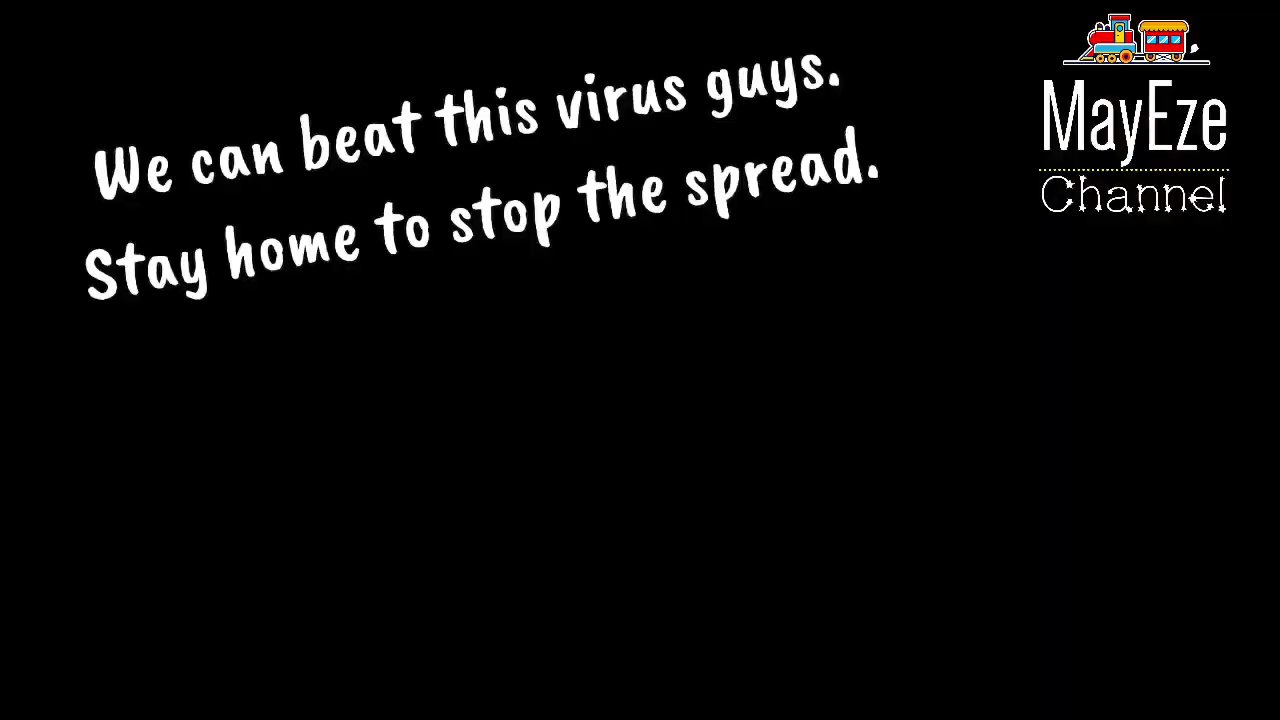 We can beat this virus guys.
Stay home to stop the spread.
MayEze
Channel